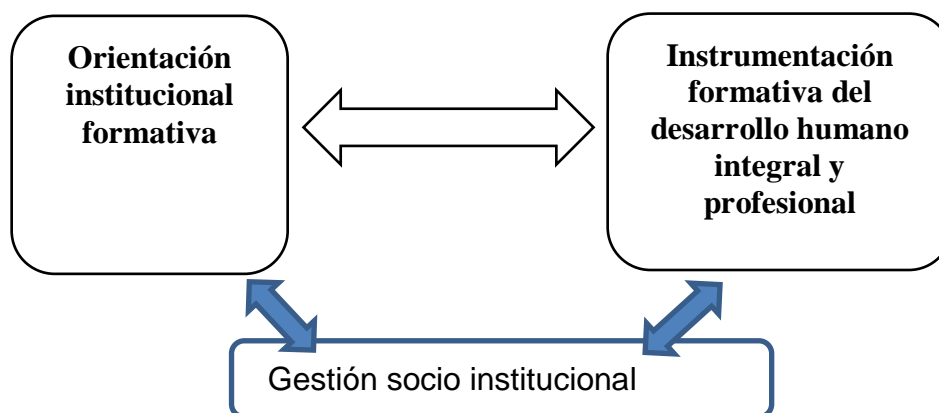 Orientación
institucional
formativa
Instrumentación
formativa del
desarrollo humano
integral y
profesional
Gestión socio institucional